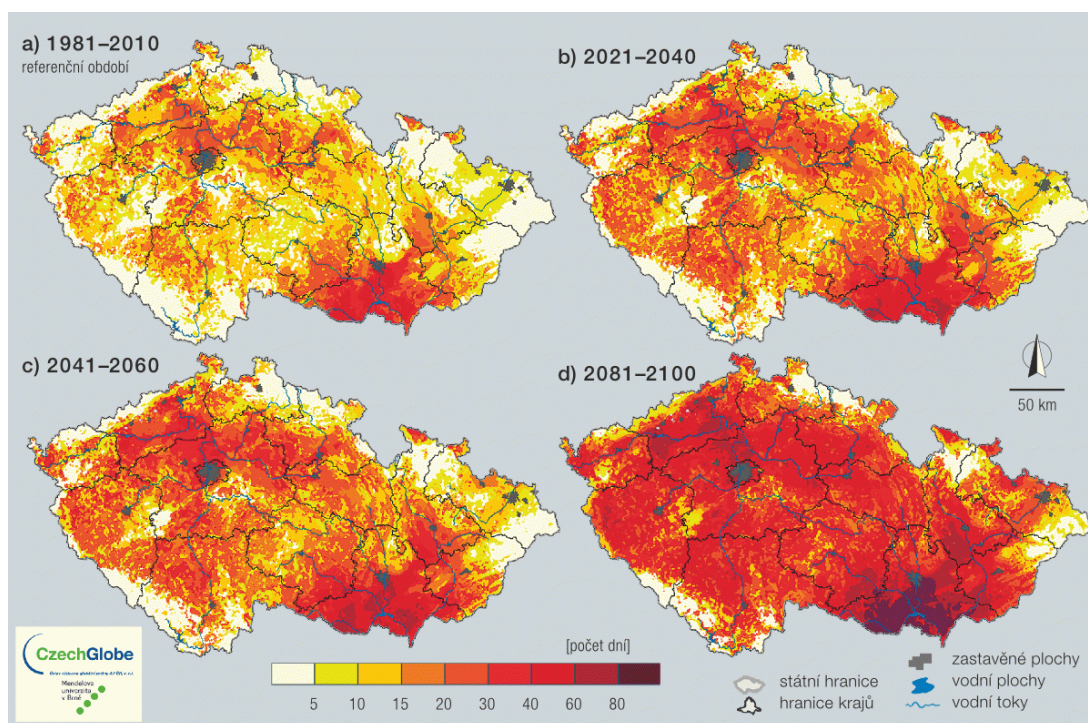 a) 1981–2010
referenční období
b) 2021–2040
c) 2041–2060
d) 2081–2100
50 km
[počet dní]
5 10 15 20 30 40 60 80
CzechGlobe
Mendelova
univerzita
v Brně
státní hranice
hranice krajů
zastavěné plochy
vodní plochy
vodní toky